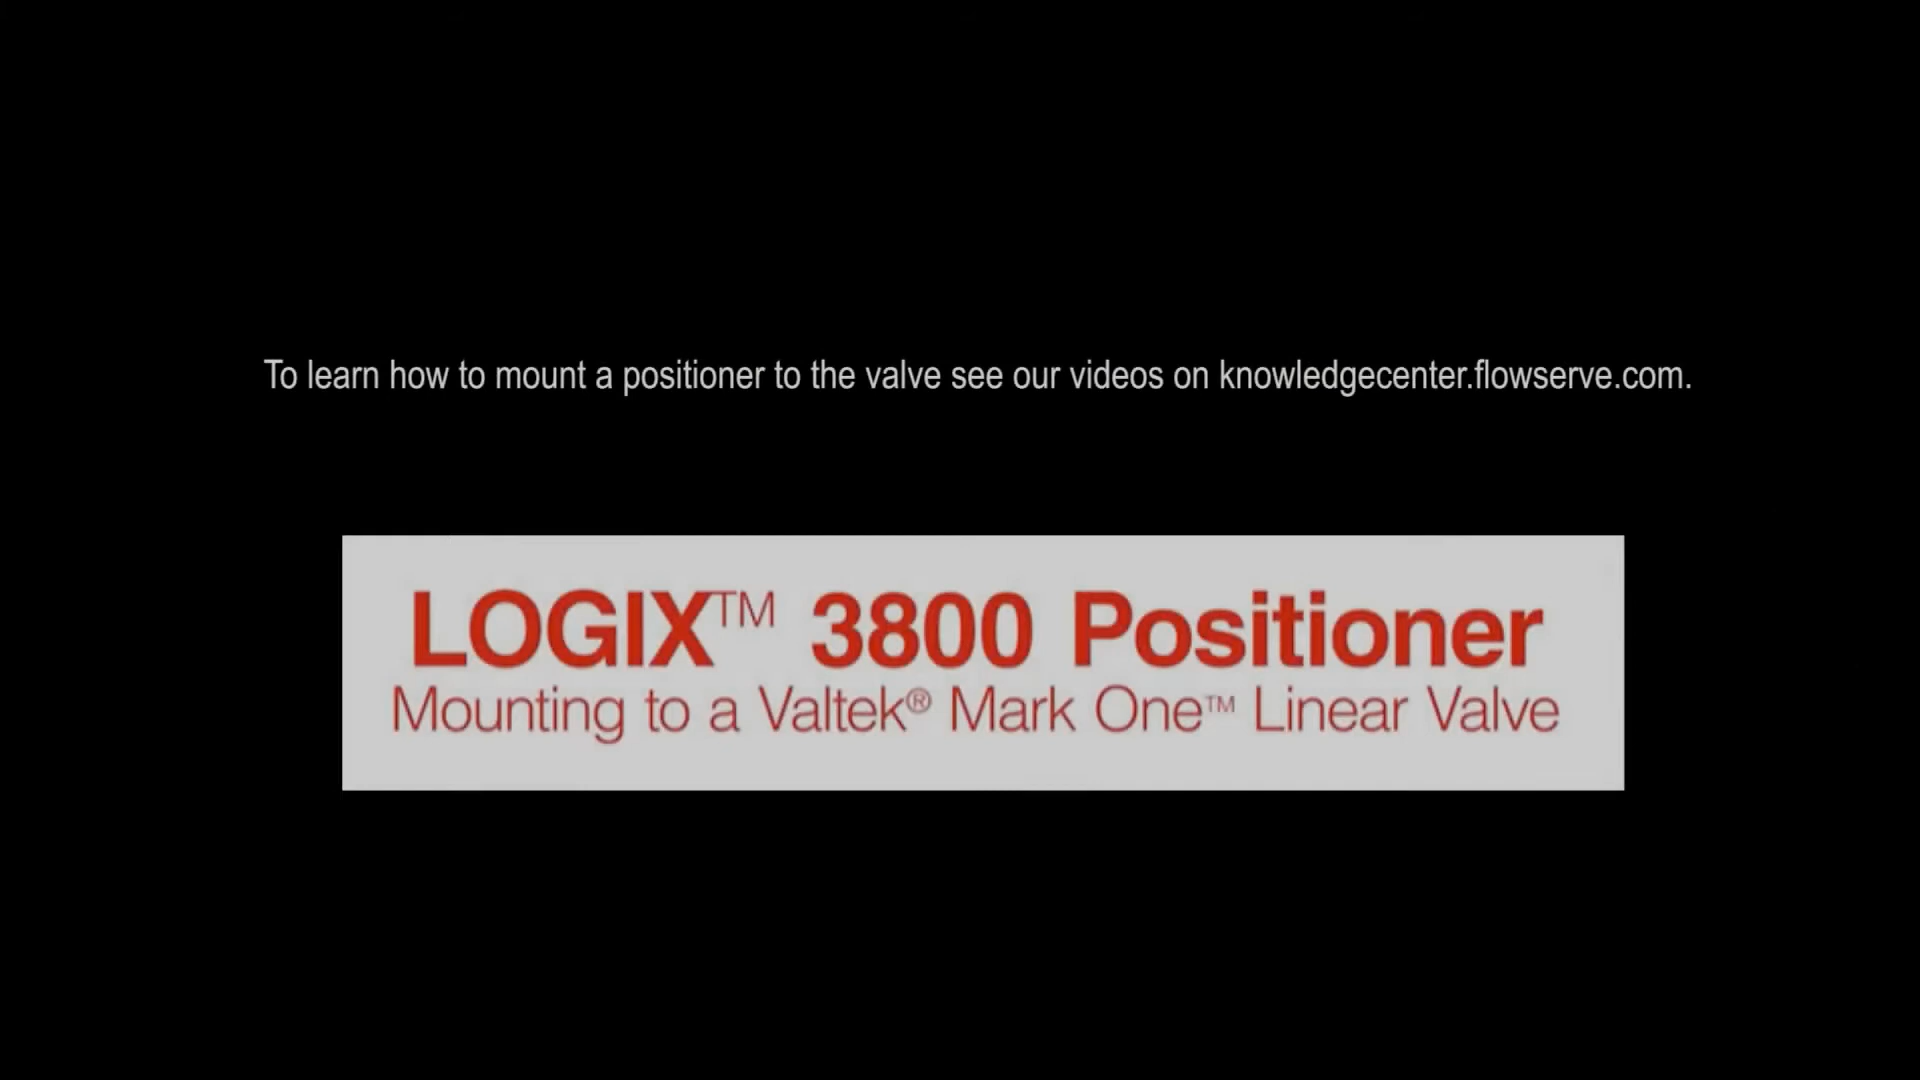 To learn how to mount a positioner to the valve see our videos on knowledgecenter.flowserve.com.
LOGIX™ 3800 Positioner
Mounting to a Valtek® Mark One™ Linear Valve